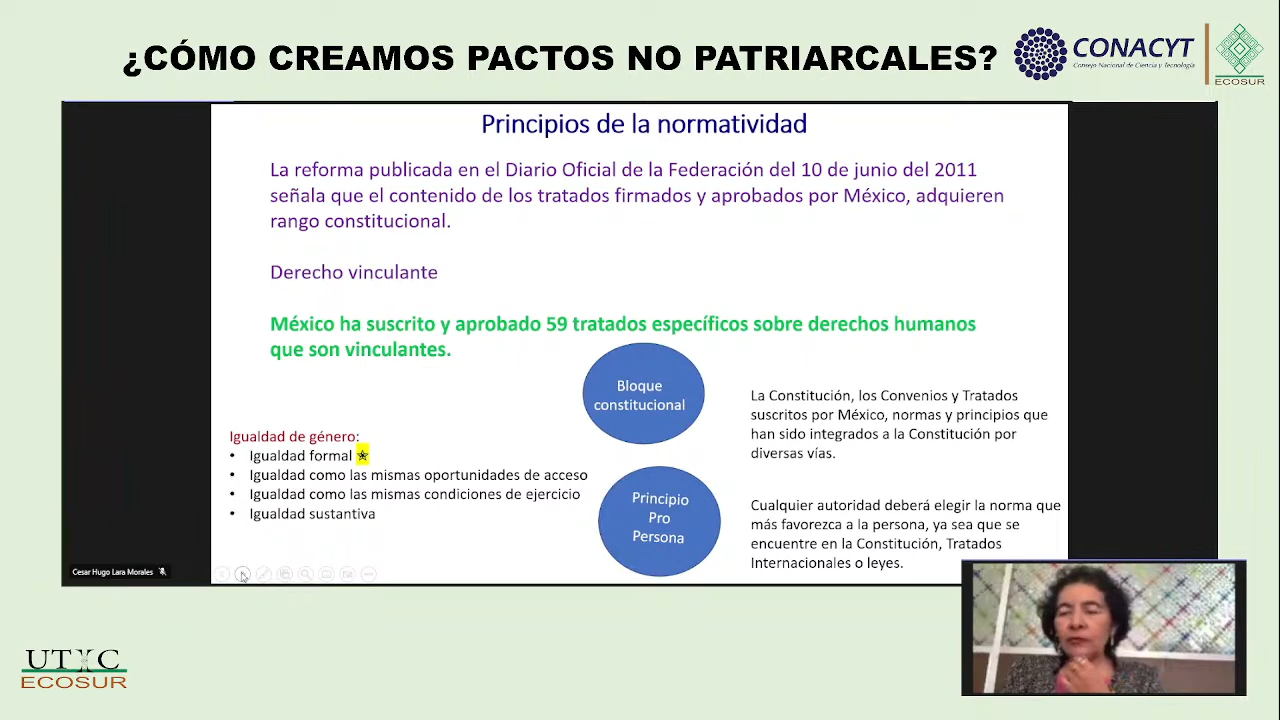 ¿CÓMO CREAMOS PACTOS NO PATRIARCALES?
CONACYT
Consejo Nacional de Ciencia y Tecnología
ECOSUR
Principios de la normatividad
La reforma publicada en el Diario Oficial de la Federación del 10 de junio del 2011
señala que el contenido de los tratados firmados y aprobados por México, adquieren
rango constitucional.
Derecho vinculante
México ha suscrito y aprobado 59 tratados específicos sobre derechos humanos
que son vinculantes.
Bloque
constitucional
La Constitución, los Convenios y Tratados
suscritos por México, normas y principios que
han sido integrados a la Constitución por
diversas vías.
Igualdad de género:
• Igualdad formal
• Igualdad como las mismas oportunidades de acceso
• Igualdad como las mismas condiciones de ejercicio
• Igualdad sustantiva
Principio
Pro
Persona
Cualquier autoridad deberá elegir la norma que
más favorezca a la persona, ya sea que se
encuentre en la Constitución, Tratados
Internacionales o leyes.
Cesar Hugo Lara Morales
UTIC
ECOSUR